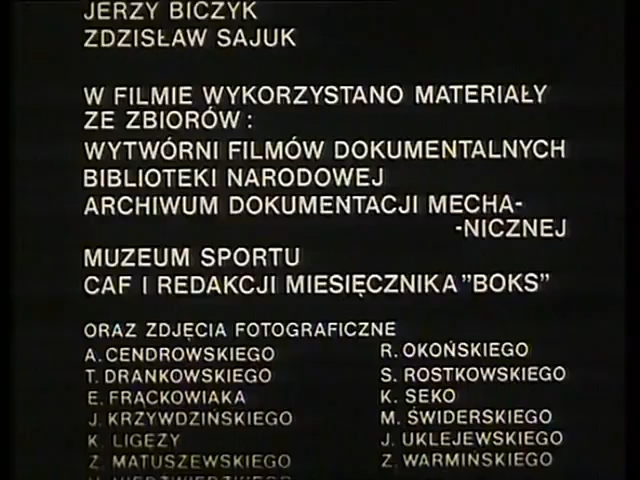 JERZY BICZYK
ZDZISŁAW SAJUK
W FILMIE WYKORZYSTANO MATERIAŁY
ZE ZBIORÓW :
WYTWÓRNI FILMÓW DOKUMENTALNYCH
BIBLIOTEKI NARODOWEJ
ARCHIWUM DOKUMENTACJI MECHA-
-NICZNEJ
MUZEUM SPORTU
CAF I REDAKCJI MIESIĘCZNIKA "BOKS"
ORAZ ZDJĘCIA FOTOGRAFICZNE
A. CENDROWSKIEGO
T. DRANKOWSKIEGO
E. FRĄCKOWIAKA
J. KRZYWDZIŃSKIEGO
K. LIGĘZY
Z. MATUSZEWSKIEGO
R. OKOŃSKIEGO
S. ROSTKOWSKIEGO
K. SEKO
M. ŚWIDERSKIEGO
J. UKLEJEWSKIEGO
Z. WARMIŃSKIEGO